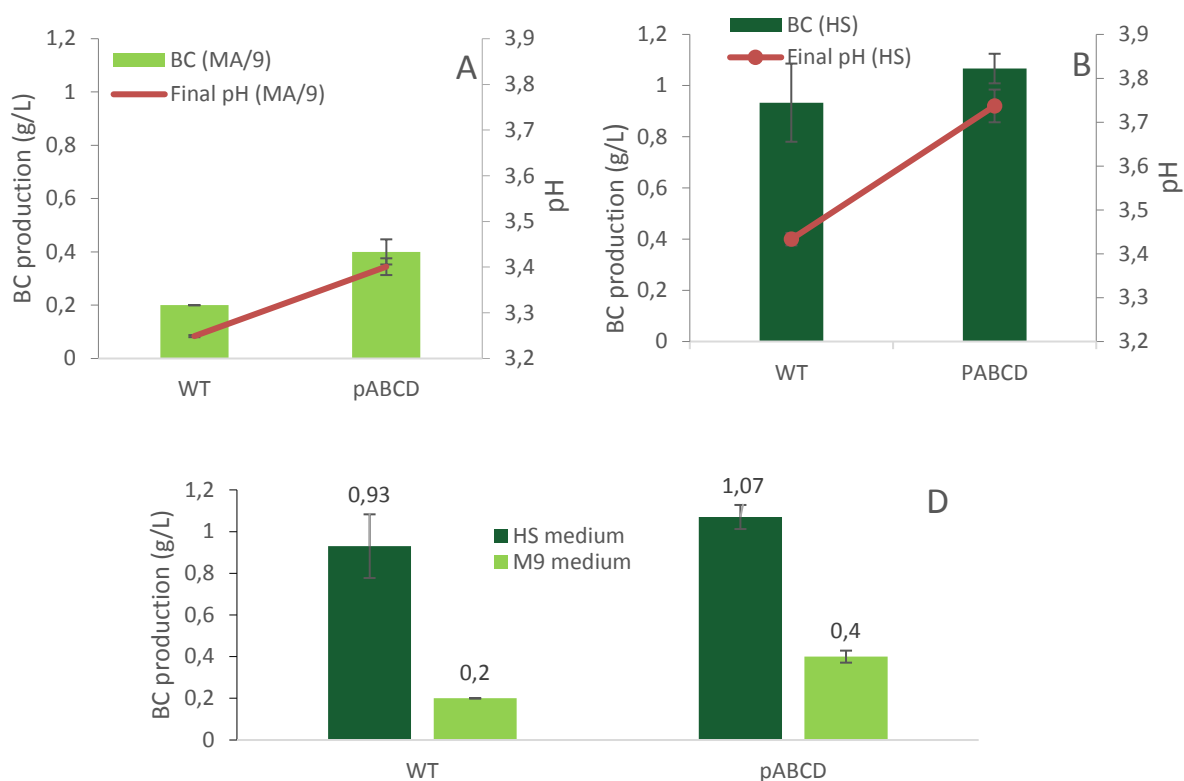 BC (MA/9)
Final pH (MA/9)
A
BC production (g/L)
1,2
1
0,8
0,6
0,4
0,2
0
3,9
3,8
3,7
3,6
3,5
3,4
3,3
3,2
pH
WT pABCD
BC (HS)
Final pH (HS)
B
BC production (g/L)
1,2
1
0,8
0,6
0,4
0,2
0
3,9
3,8
3,7
3,6
3,5
3,4
3,3
3,2
pH
WT PABCD
D
BC production (g/L)
1,2
1
0,8
0,6
0,4
0,2
0
0,93
0,2
HS medium
M9 medium
1,07
0,4
WT pABCD